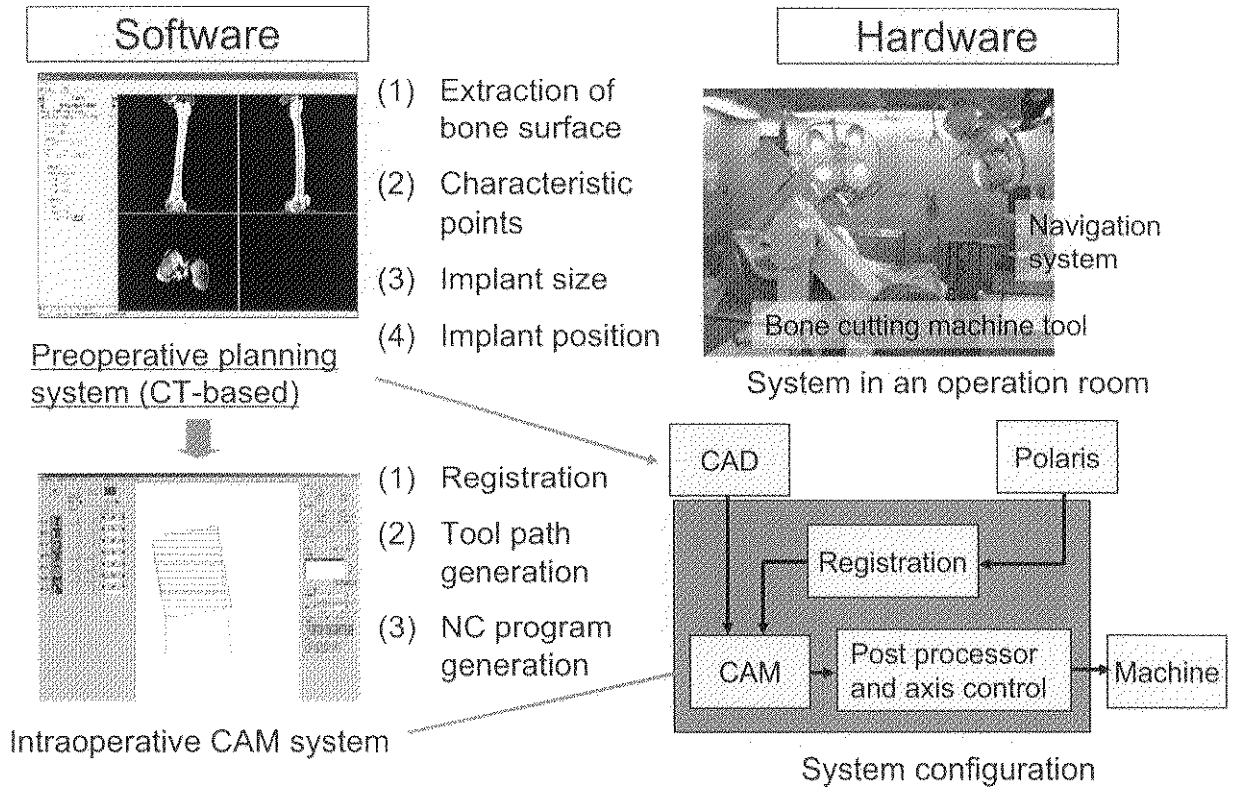 Software
(1) Extraction of
bone surface
(2) Characteristic
points
(3) Implant size
(4) Implant position
Preoperative planning
system (CT-based)
(1) Registration
(2) Tool path
generation
(3) NC program
generation
Intraoperative CAM system
Hardware
Navigation
system
Bone cutting machine tool
System in an operation room
CAD
Polaris
Registration
CAM
Post processor
and axis control
Machine
System configuration